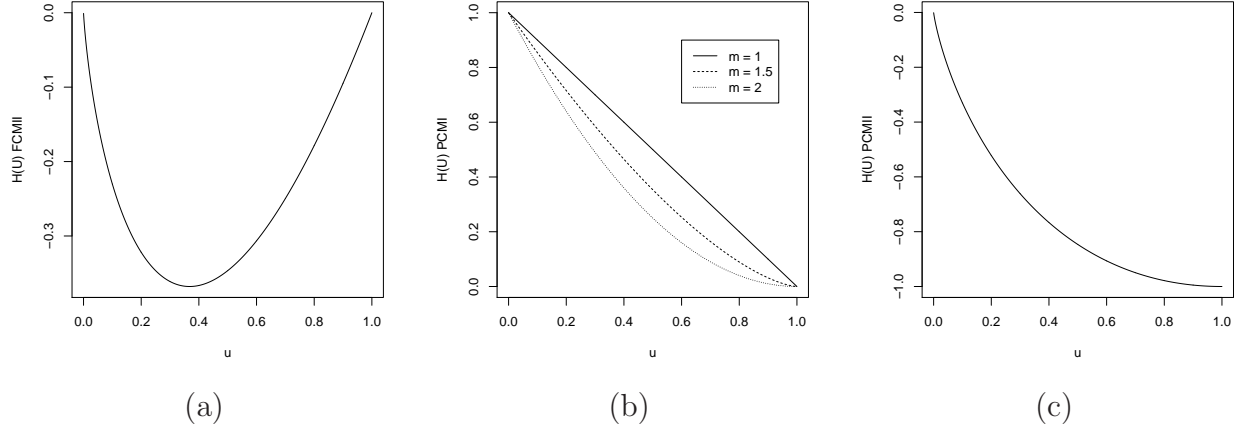 0.0
−0.1
−0.2
−0.3
H(U) FCMII
0.0 0.2 0.4 0.6 0.8 1.0
u
(a)
1.0
0.8
0.6
0.4
0.2
0.0
H(U) PCMI
m = 1
m = 1.5
m = 2
0.0 0.2 0.4 0.6 0.8 1.0
u
(b)
0.0
−0.2
−0.4
−0.6
−0.8
−1.0
H(U) PCMII
0.0 0.2 0.4 0.6 0.8 1.0
u
(c)